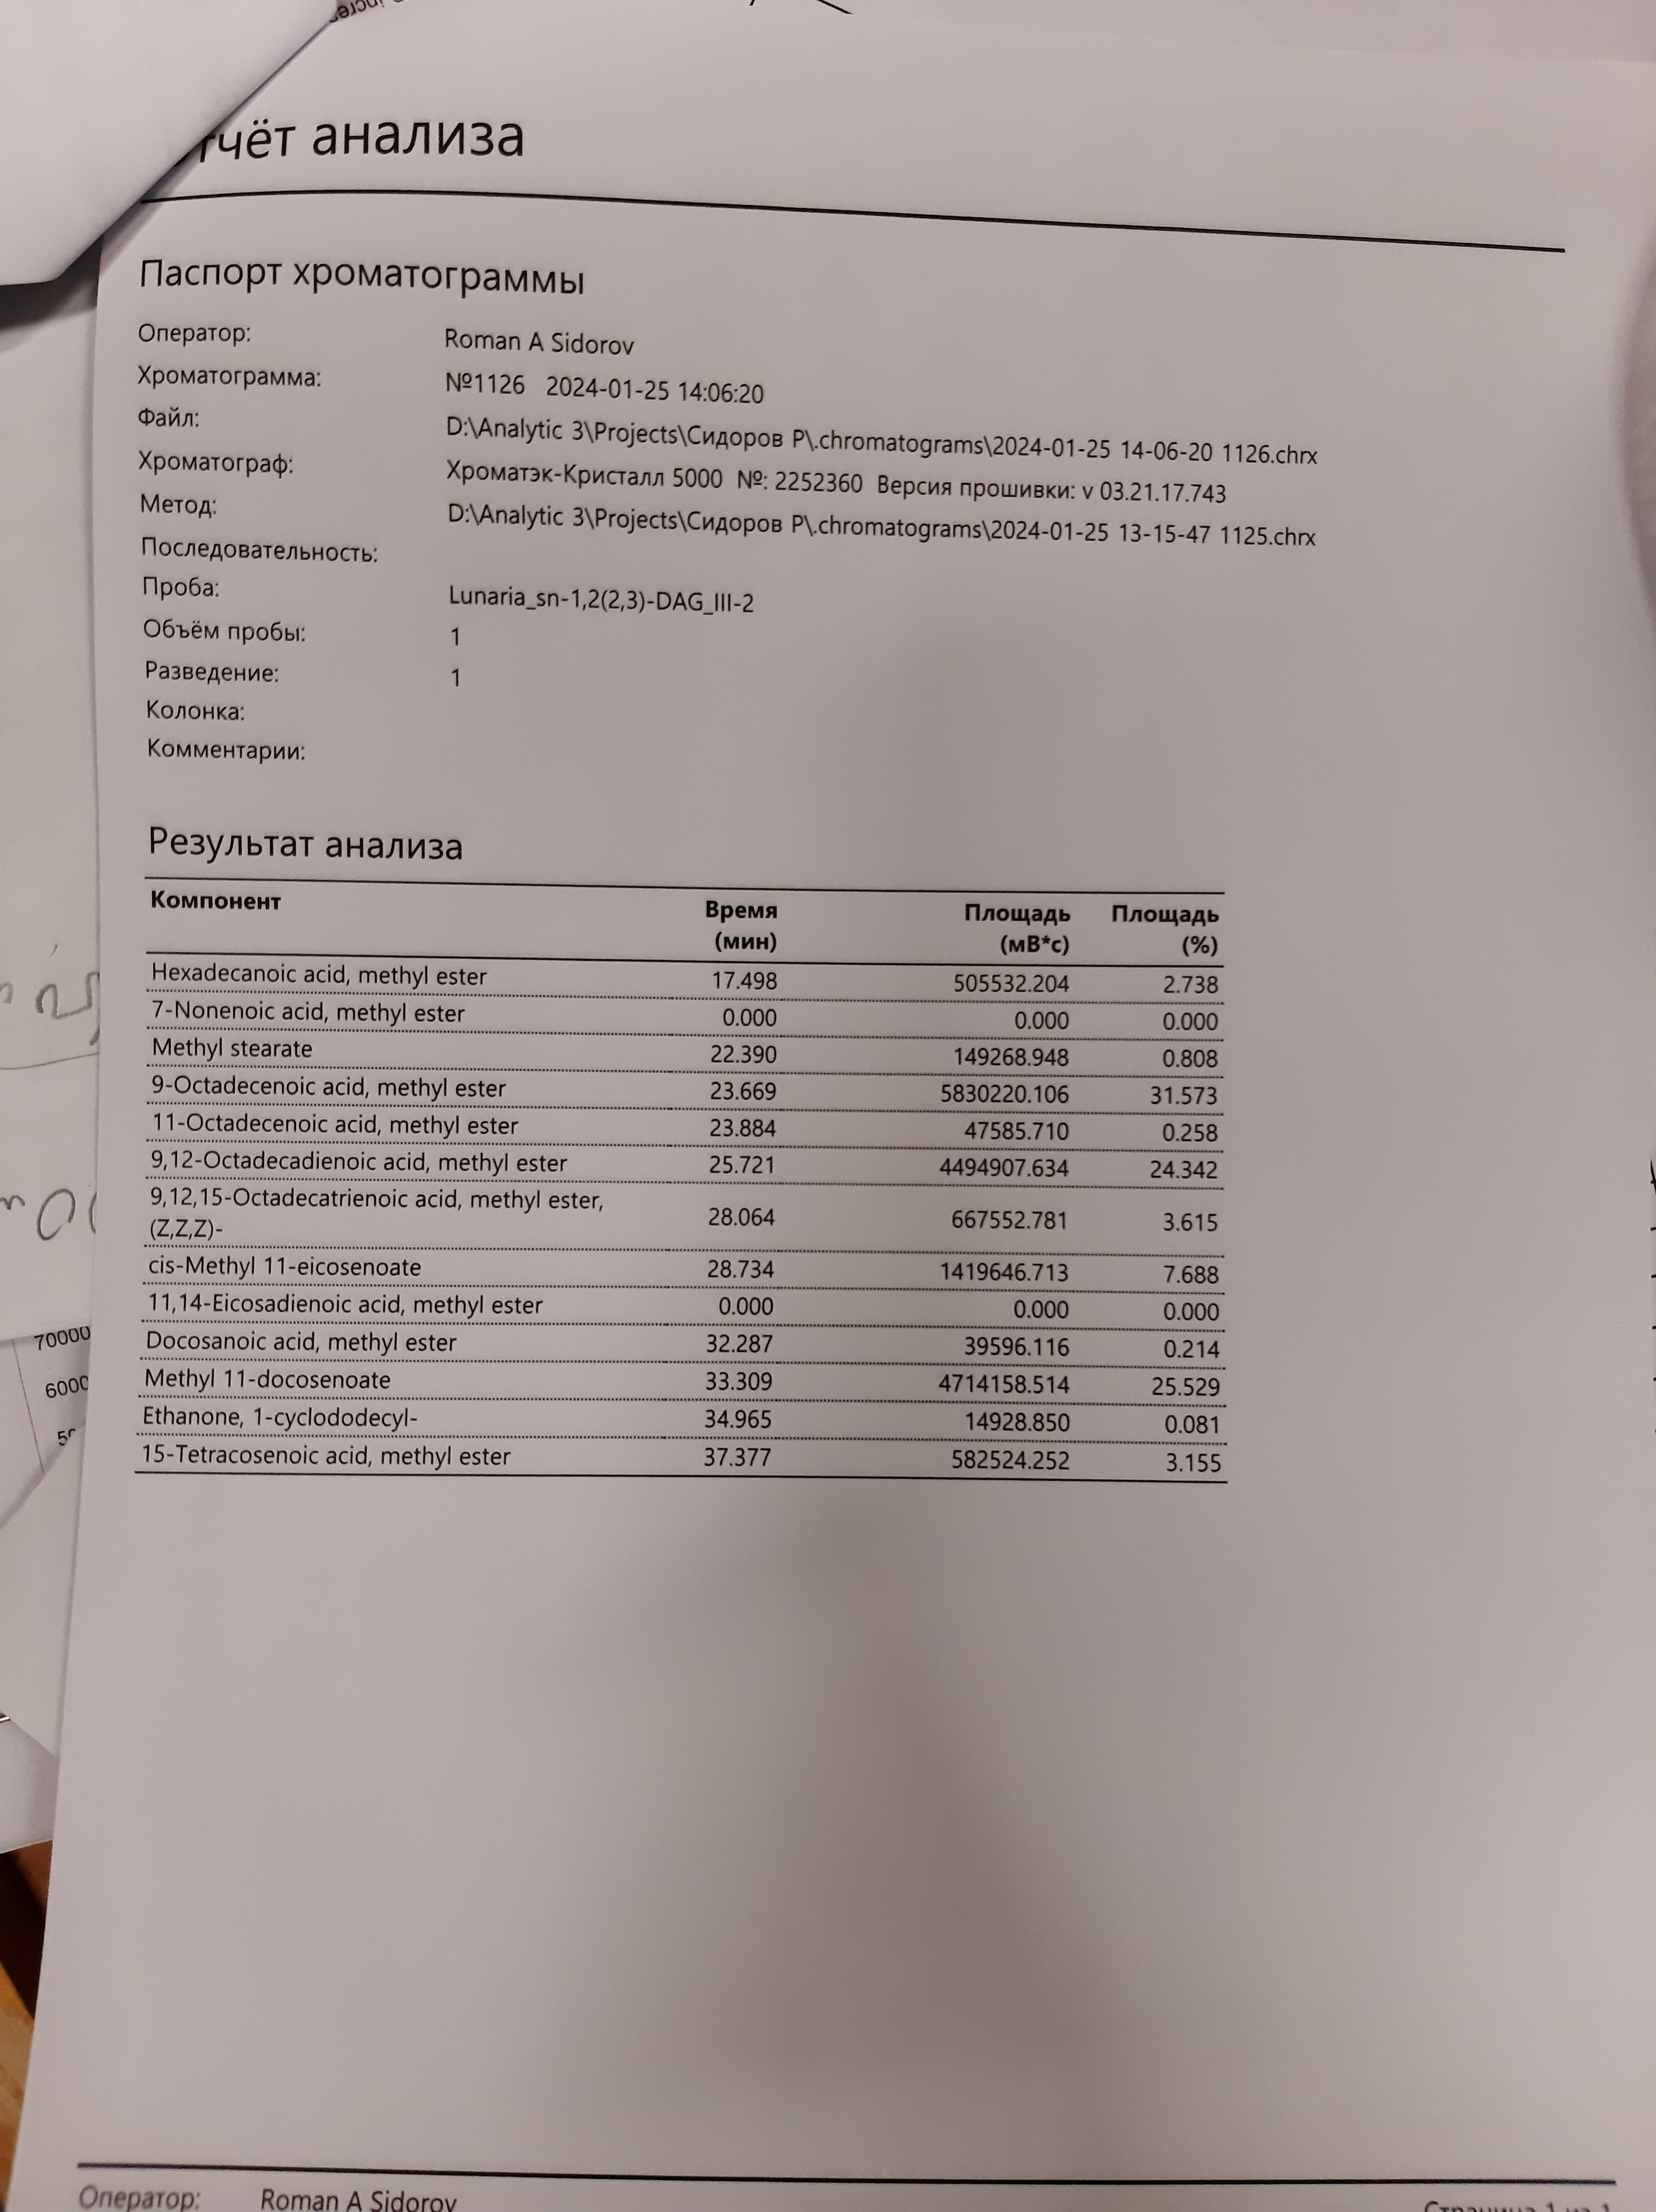 анализа
Паспорт хроматограммы
Оператор: Roman A Sidorov
Хроматограмма: №1126 2024-01-25 14:06:20
Файл: D:\Analytic 3\Projects\Сидоров Р\.chromatograms\2024-01-25 14-06-20 1126.chrx
Хроматограф: Хроматэк-Кристалл 5000 №: 2252360 Версия прошивки: v 03.21.17.743
Метод: D:\Analytic 3\Projects\Сидоров Р\.chromatograms\2024-01-25 13-15-47 1125.chrx
Последовательность:
Проба: Lunaria_sn-1,2(2,3)-DAG_III-2
Объём пробы: 1
Разведение: 1
Колонка:
Комментарии:
Результат анализа
Компонент Время (мин) Площадь (мВ*с) Площадь (%)
Hexadecanoic acid, methyl ester 17.498 505532.204 2.738
7-Nonenoic acid, methyl ester 0.000 0.000 0.000
Methyl stearate 22.390 149268.948 0.808
9-Octadecenoic acid, methyl ester 23.669 5830220.106 31.573
11-Octadecenoic acid, methyl ester 23.884 47585.710 0.258
9,12-Octadecadienoic acid, methyl ester 25.721 4494907.634 24.342
9,12,15-Octadecatrienoic acid, methyl ester,
(Z,Z,Z)- 28.064 667552.781 3.615
cis-Methyl 11-eicosenoate 28.734 1419646.713 7.688
11,14-Eicosadienoic acid, methyl ester 0.000 0.000 0.000
Docosanoic acid, methyl ester 32.287 39596.116 0.214
Methyl 11-docosenoate 33.309 4714158.514 25.529
Ethanone, 1-cyclododecyl- 34.965 14928.850 0.081
15-Tetracosenoic acid, methyl ester 37.377 582524.252 3.155
70000
Оператор: Roman A Sidorov